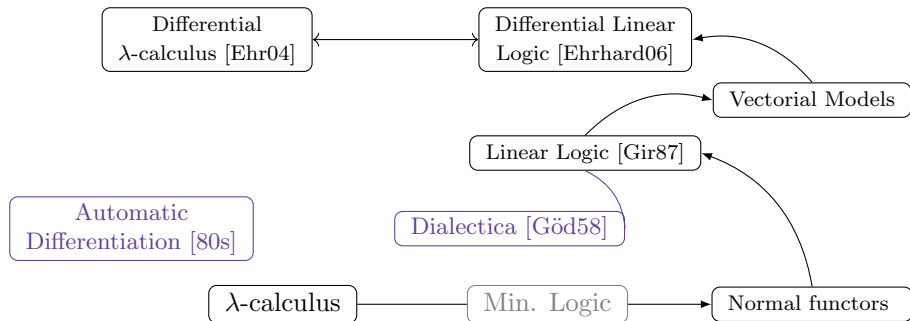 Differential
λ-calculus [Ehr04]
Differential Linear
Logic [Ehrhard06]
Vectorial Models
Linear Logic [Gir87]
Automatic
Differentiation [80s]
Dialectica [Göd58]
λ-calculus
Min. Logic
Normal functors